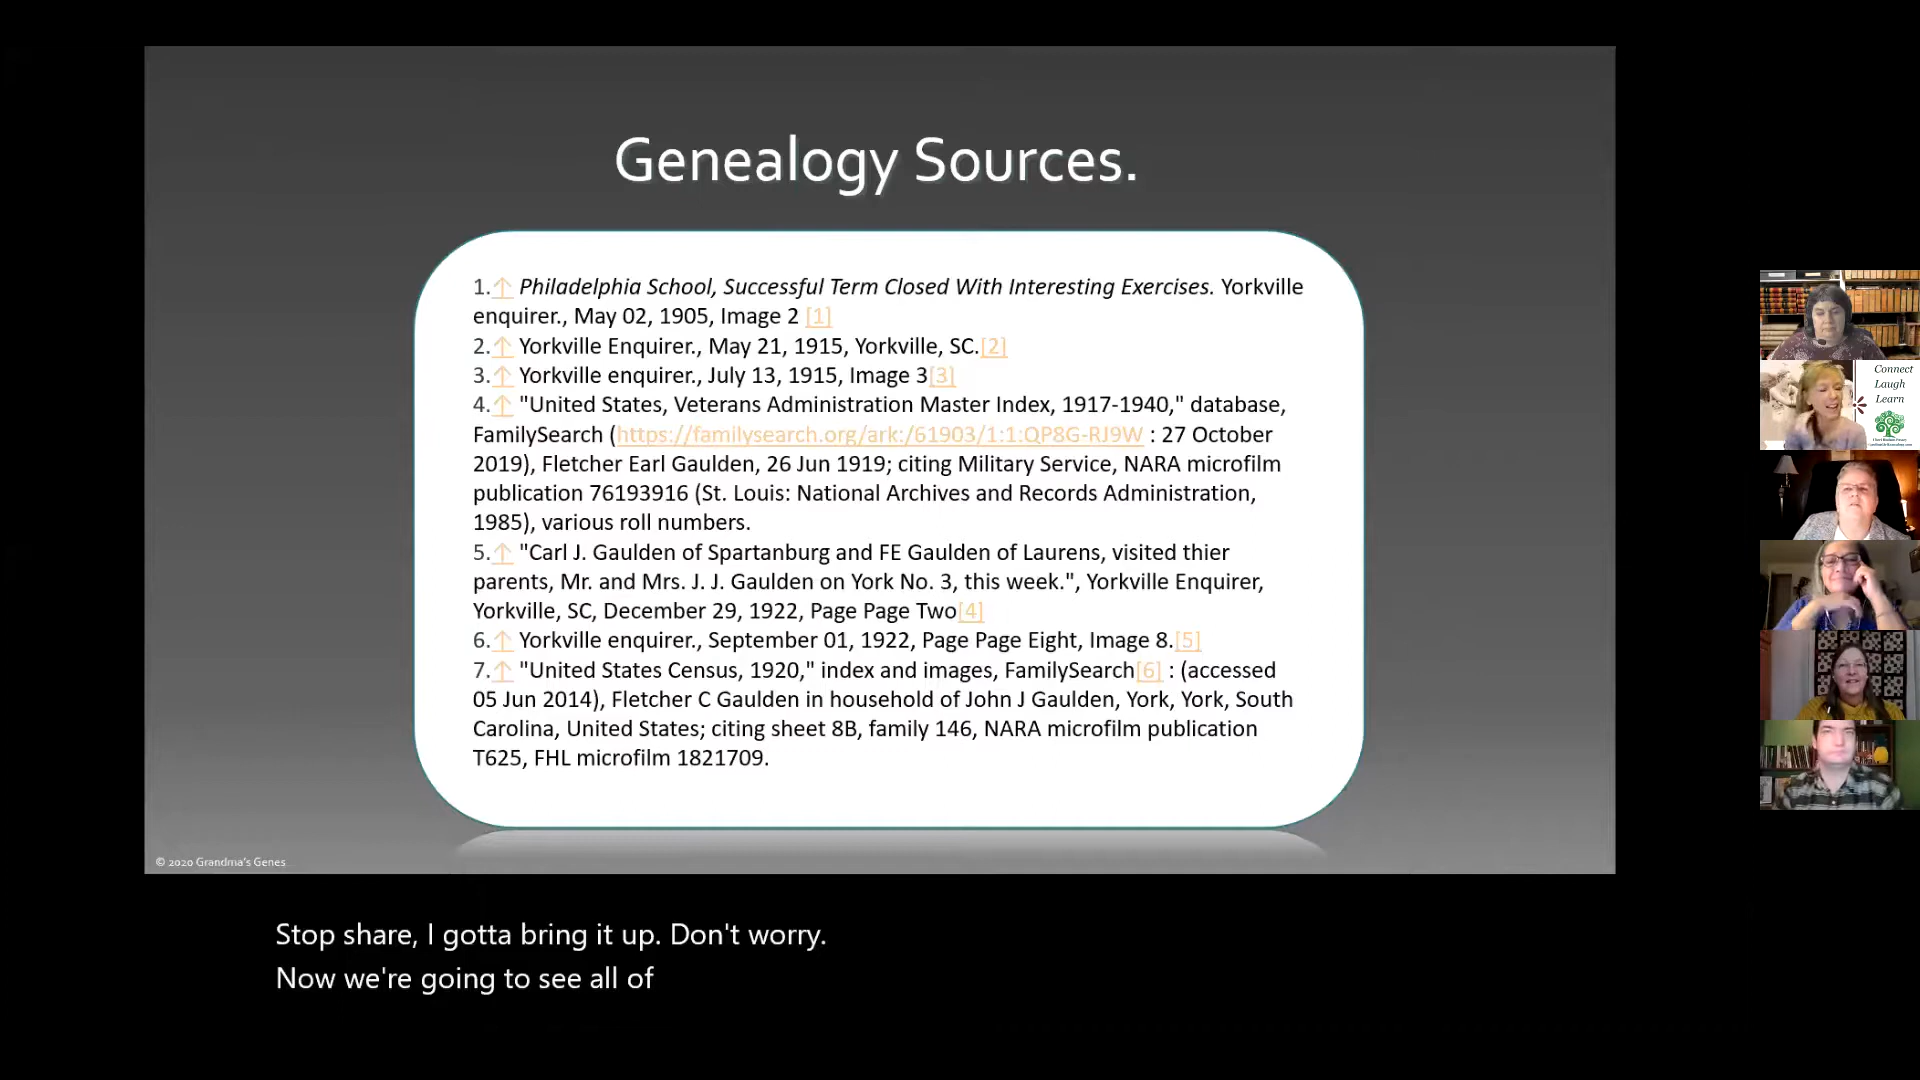 Genealogy Sources.
1.↑ Philadelphia School, Successful Term Closed With Interesting Exercises. Yorkville
enquirer., May 02, 1905, Image 2 [1]
2.↑ Yorkville Enquirer., May 21, 1915, Yorkville, SC.[2]
3.↑ Yorkville enquirer., July 13, 1915, Image 3[3]
4.↑ "United States, Veterans Administration Master Index, 1917-1940," database,
FamilySearch (https://familysearch.org/ark:/61903/1:1:QP8G-RJ9W : 27 October
2019), Fletcher Earl Gaulden, 26 Jun 1919; citing Military Service, NARA microfilm
publication 76193916 (St. Louis: National Archives and Records Administration,
1985), various roll numbers.
5.↑ "Carl J. Gaulden of Spartanburg and FE Gaulden of Laurens, visited thier
parents, Mr. and Mrs. J. J. Gaulden on York No. 3, this week.", Yorkville Enquirer,
Yorkville, SC, December 29, 1922, Page Page Two[4]
6.↑ Yorkville enquirer., September 01, 1922, Page Page Eight, Image 8.[5]
7.↑ "United States Census, 1920," index and images, FamilySearch[6] : (accessed
05 Jun 2014), Fletcher C Gaulden in household of John J Gaulden, York, York, South
Carolina, United States; citing sheet 8B, family 146, NARA microfilm publication
T625, FHL microfilm 1821709.
© 2020 Grandma's Genes
Connect
Laugh
Learn
Stop share, I gotta bring it up. Don't worry.
Now we're going to see all of